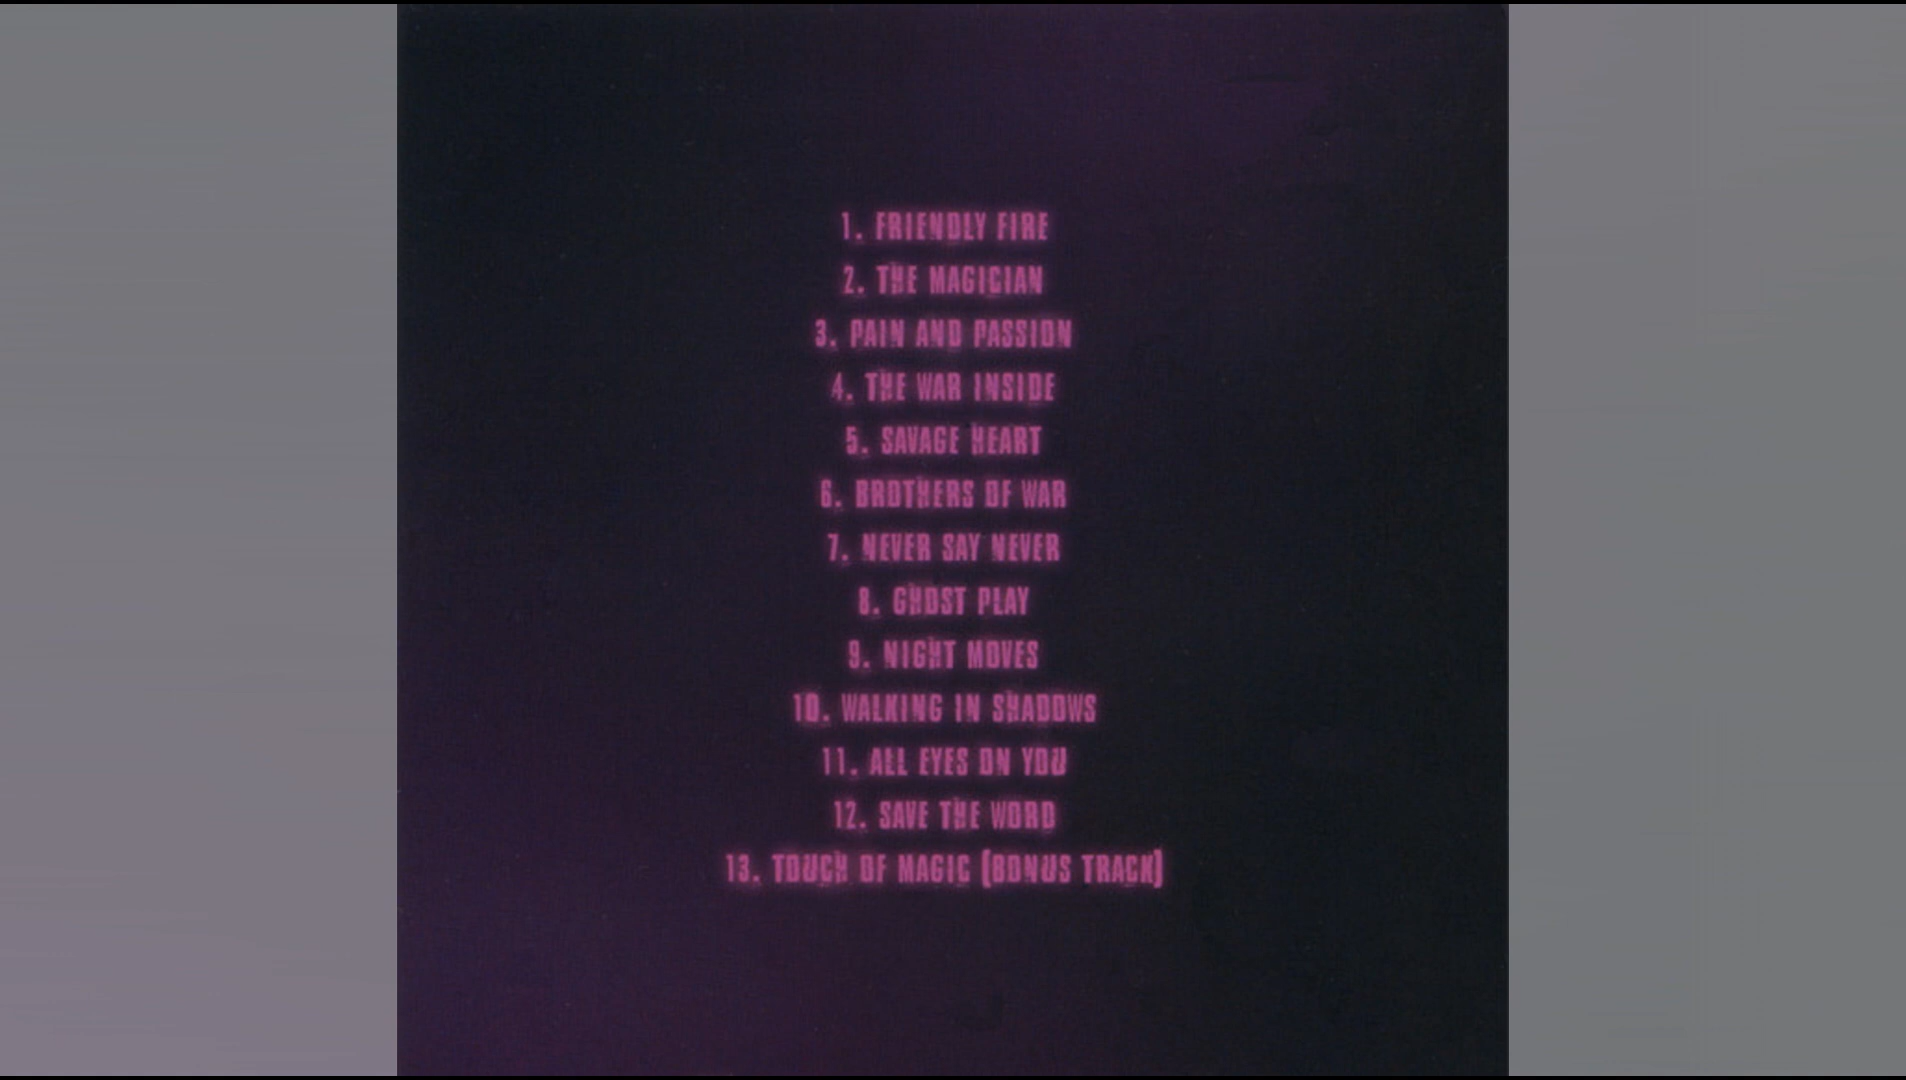 1. FRIENDLY FIRE
2. THE MAGICIAN
3. PAIN AND PASSION
4. THE WAR INSIDE
5. SAVAGE HEART
6. BROTHERS OF WAR
7. NEVER SAY NEVER
8. GHOST PLAY
9. NIGHT MOVES
10. WALKING IN SHADOWS
11. ALL EYES ON YOU
12. SAVE THE WORD
13. TOUCH OF MAGIC (BONUS TRACK)